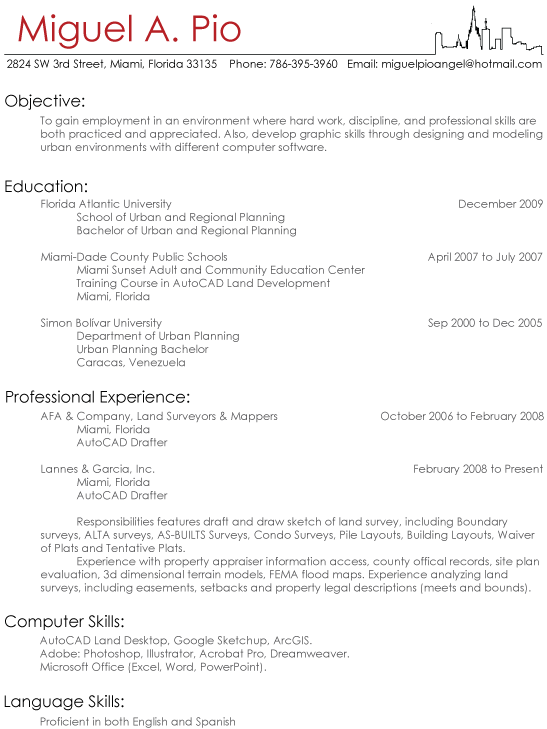 Miguel A. Pio
2824 SW 3rd Street, Miami, Florida 33135 Phone: 786-395-3960 Email: miguelpioangel@hotmail.com
Objective:
To gain employment in an environment where hard work, discipline, and professional skills are
both practiced and appreciated. Also, develop graphic skills through designing and modeling
urban environments with different computer software.
Education:
Florida Atlantic University December 2009
School of Urban and Regional Planning
Bachelor of Urban and Regional Planning
Miami-Dade County Public Schools April 2007 to July 2007
Miami Sunset Adult and Community Education Center
Training Course in AutoCAD Land Development
Miami, Florida
Simon Bolívar University Sep 2000 to Dec 2005
Department of Urban Planning
Urban Planning Bachelor
Caracas, Venezuela
Professional Experience:
AFA & Company, Land Surveyors & Mappers October 2006 to February 2008
Miami, Florida
AutoCAD Drafter
Lannes & Garcia, Inc. February 2008 to Present
Miami, Florida
AutoCAD Drafter
Responsibilities features draft and draw sketch of land survey, including Boundary
surveys, ALTA surveys, AS-BUILTS Surveys, Condo Surveys, Pile Layouts, Building Layouts, Waiver
of Plats and Tentative Plats.
Experience with property appraiser information access, county offical records, site plan
evaluation, 3d dimensional terrain models, FEMA flood maps. Experience analyzing land
surveys, including easements, setbacks and property legal descriptions (meets and bounds).
Computer Skills:
AutoCAD Land Desktop, Google Sketchup, ArcGIS.
Adobe: Photoshop, Illustrator, Acrobat Pro, Dreamweaver.
Microsoft Office (Excel, Word, PowerPoint).
Language Skills:
Proficient in both English and Spanish